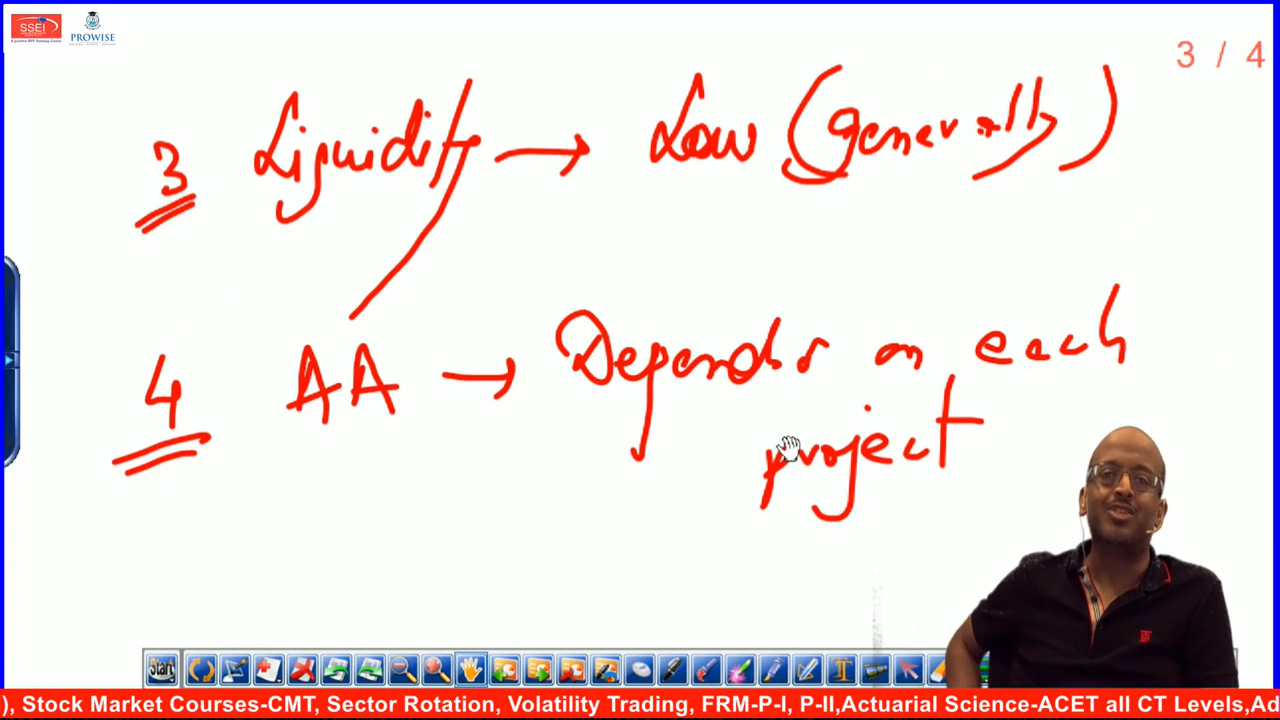 SSEI
PROWISE
3 / 4
3 Liquidity → Low (generally)
4 AA → Depends on each
project
Start
), Stock Market Courses-CMT, Sector Rotation, Volatility Trading, FRM-P-I, P-II,Actuarial Science-ACET all CT Levels,Ad